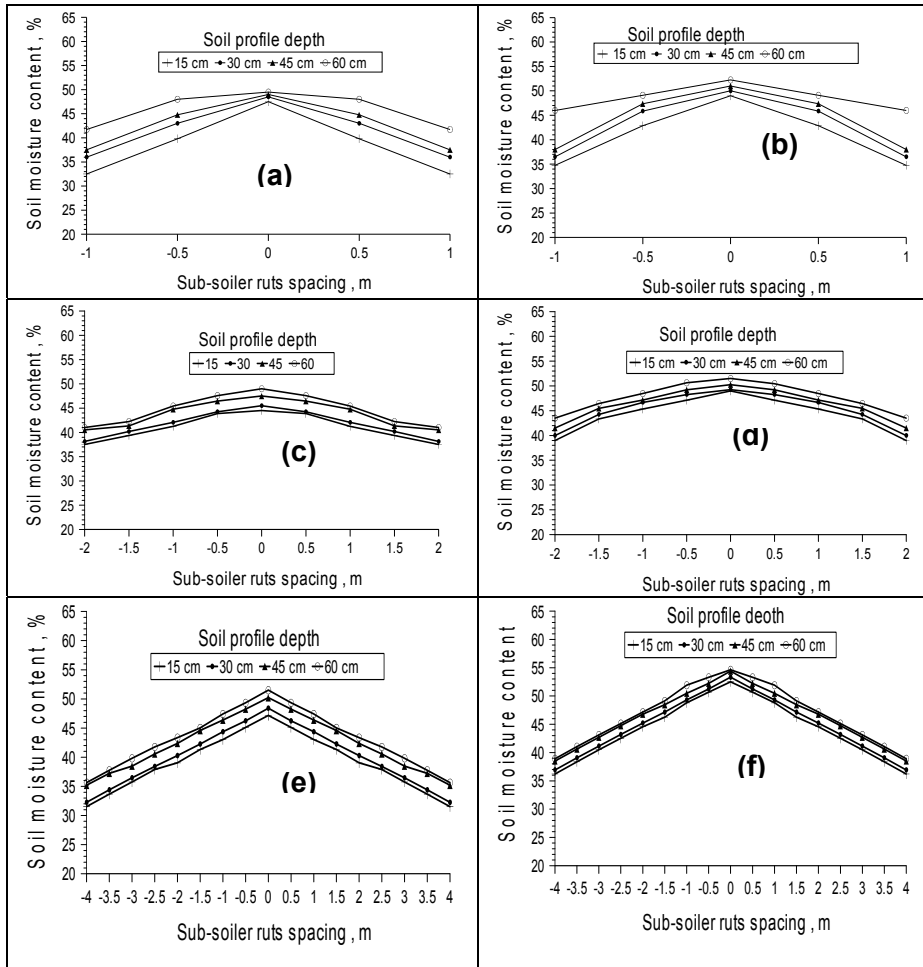 Soil moisture content , %
65
60
55
50
45
40
35
30
25
20
Soil profile depth
15 cm 30 cm 45 cm 60 cm
(a)
-1 -0.5 0 0.5 1
Sub-soiler ruts spacing , m
Soil moisture content , %
65
60
55
50
45
40
35
30
25
20
Soil profile depth
15 cm 30 cm 45 cm 60 cm
(b)
-1 -0.5 0 0.5 1
Sub-soiler ruts spacing , m
Soil moisture content , %
65
60
55
50
45
40
35
30
25
20
Soil profile depth
15 30 45 60
(c)
-2 -1.5 -1 -0.5 0 0.5 1 1.5 2
Sub-soiler ruts spacing , m
Soil moisture content , %
65
60
55
50
45
40
35
30
25
20
Soil profile depth
15 cm 30 cm 45 cm 60 cm
(d)
-2 -1.5 -1 -0.5 0 0.5 1 1.5 2
Sub-soiler ruts spacing , m
Soil moisture content , %
65
60
55
50
45
40
35
30
25
20
Soil profile depth
15 cm 30 cm 45 cm 60 cm
(e)
-4 -3.5 -3 -2.5 -2 -1.5 -1 -0.5 0 0.5 1 1.5 2 2.5 3 3.5 4
Sub-soiler ruts spacing , m
Soil moisture content
65
60
55
50
45
40
35
30
25
20
Soil profile deoth
15 cm 30 cm 45 cm 60 cm
(f)
-4 -3.5 -3 -2.5 -2 -1.5 -1 -0.5 0 0.5 1 1.5 2 2.5 3 3.5 4
Sub-soiler ruts spacing , m